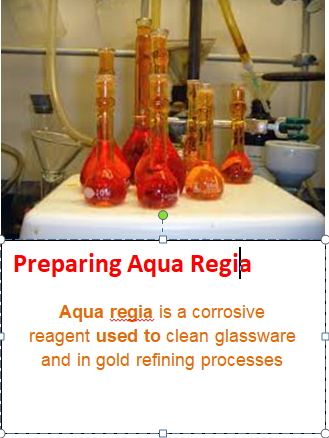 Preparing Aqua Regia
Aqua regia is a corrosive
reagent used to clean glassware
and in gold refining processes